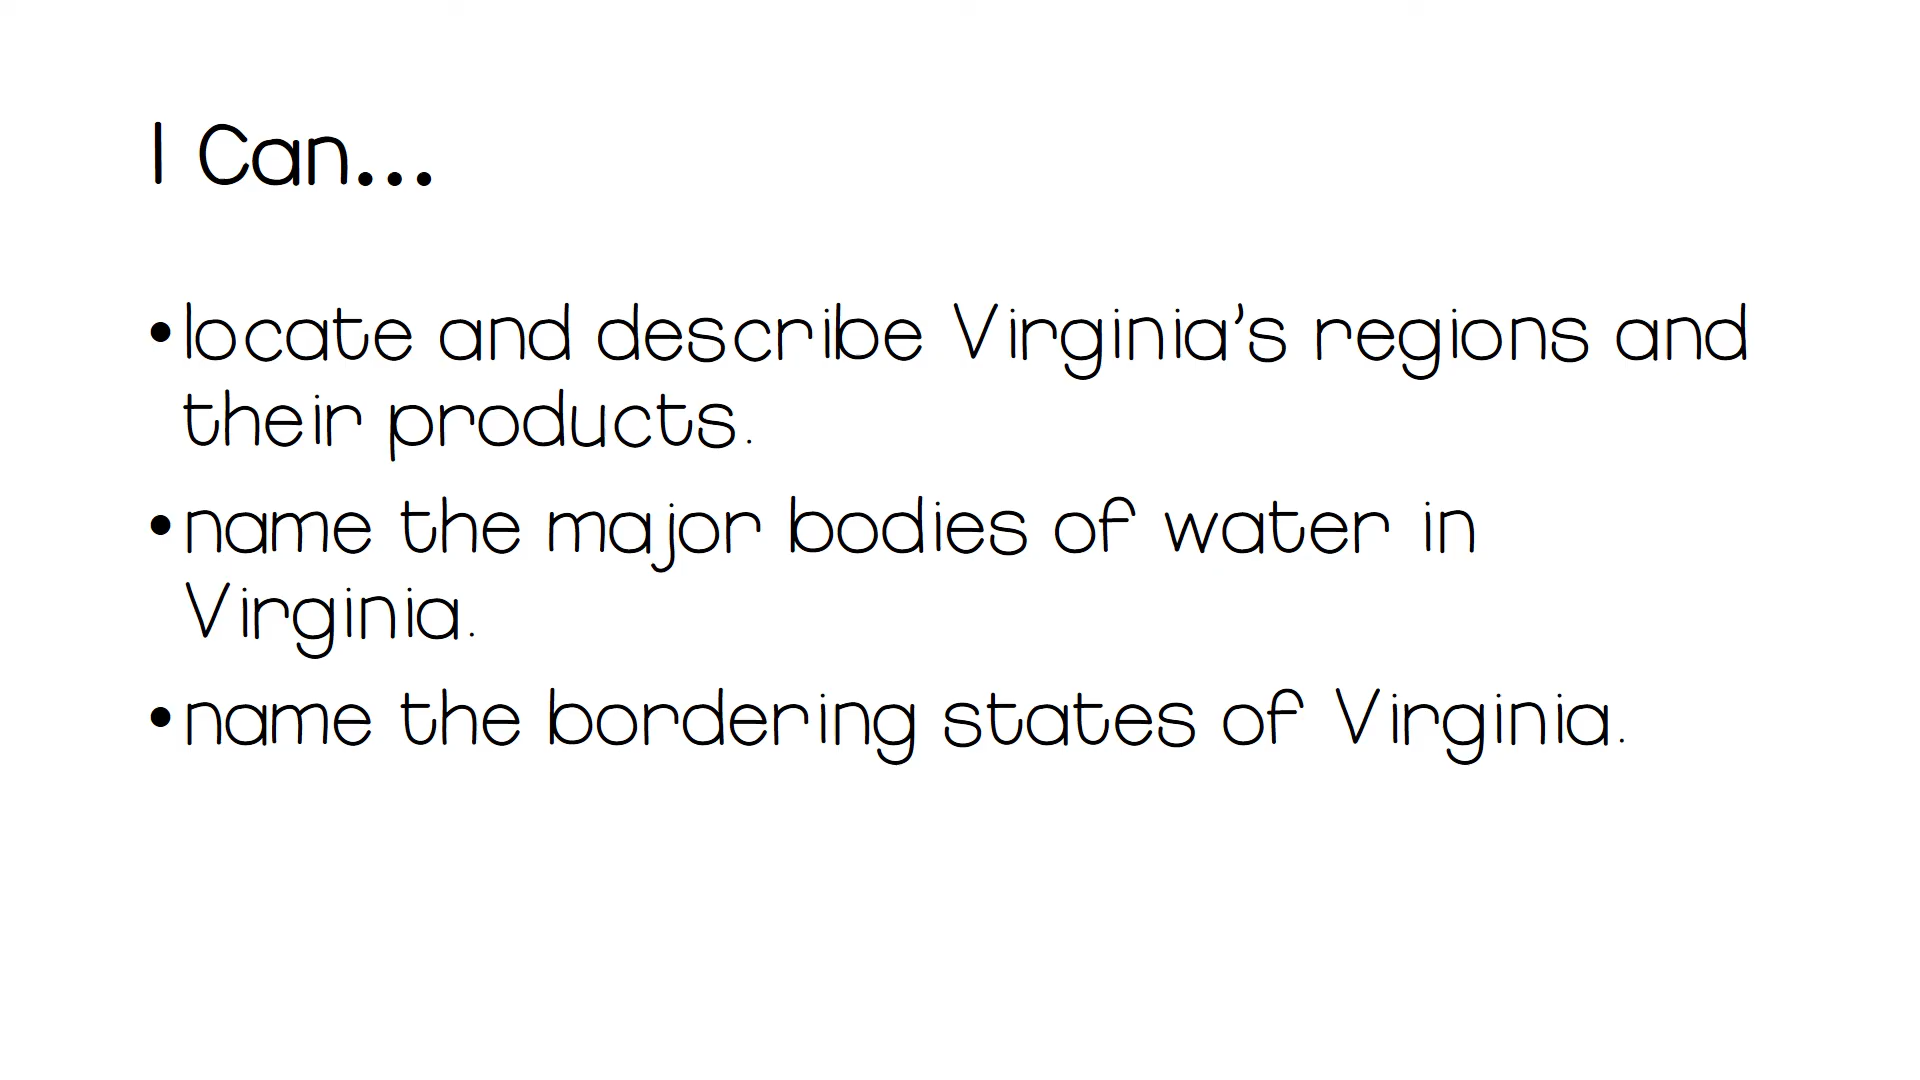 I Can...
•locate and describe Virginia's regions and
their products.
•name the major bodies of water in
Virginia.
•name the bordering states of Virginia.